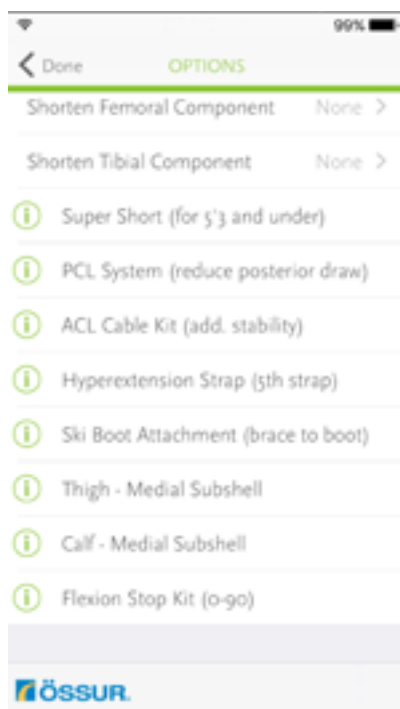 99%
Done OPTIONS
Shorten Femoral Component None
Shorten Tibial Component None
Super Short (for 5'3 and under)
PCL System (reduce posterior draw)
ACL Cable Kit (add. stability)
Hyperextension Strap (5th strap)
Ski Boot Attachment (brace to boot)
Thigh - Medial Subshell
Calf - Medial Subshell
Flexion Stop Kit (0-90)
ÖSSUR.